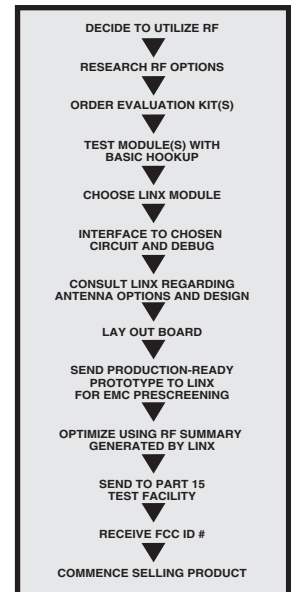 DECIDE TO UTILIZE RF
RESEARCH RF OPTIONS
ORDER EVALUATION KIT(S)
TEST MODULE(S) WITH
BASIC HOOKUP
CHOOSE LINX MODULE
INTERFACE TO CHOSEN
CIRCUIT AND DEBUG
CONSULT LINX REGARDING
ANTENNA OPTIONS AND DESIGN
LAY OUT BOARD
SEND PRODUCTION-READY
PROTOTYPE TO LINX
FOR EMC PRESCREENING
OPTIMIZE USING RF SUMMARY
GENERATED BY LINX
SEND TO PART 15
TEST FACILITY
RECEIVE FCC ID #
COMMENCE SELLING PRODUCT